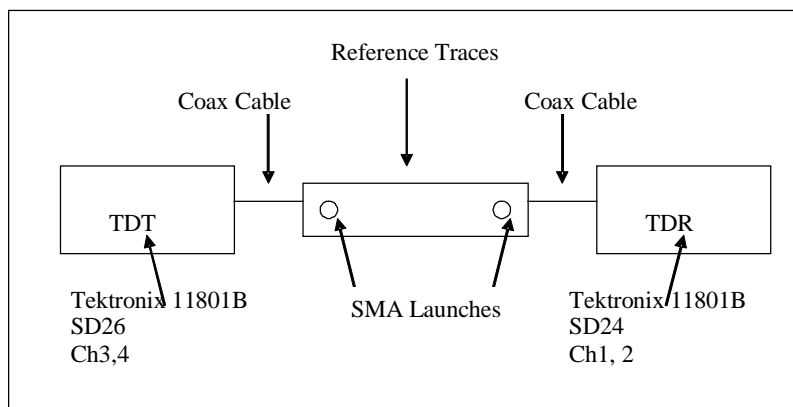 Reference Traces
Coax Cable
Coax Cable
TDT
TDR
Tektronix 11801B
SD26
Ch3,4
SMA Launches
Tektronix 11801B
SD24
Ch1, 2